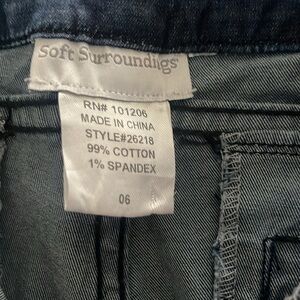 Soft Surroundings
RN# 101206
MADE IN CHINA
STYLE#26218
99% COTTON
1% SPANDEX
06